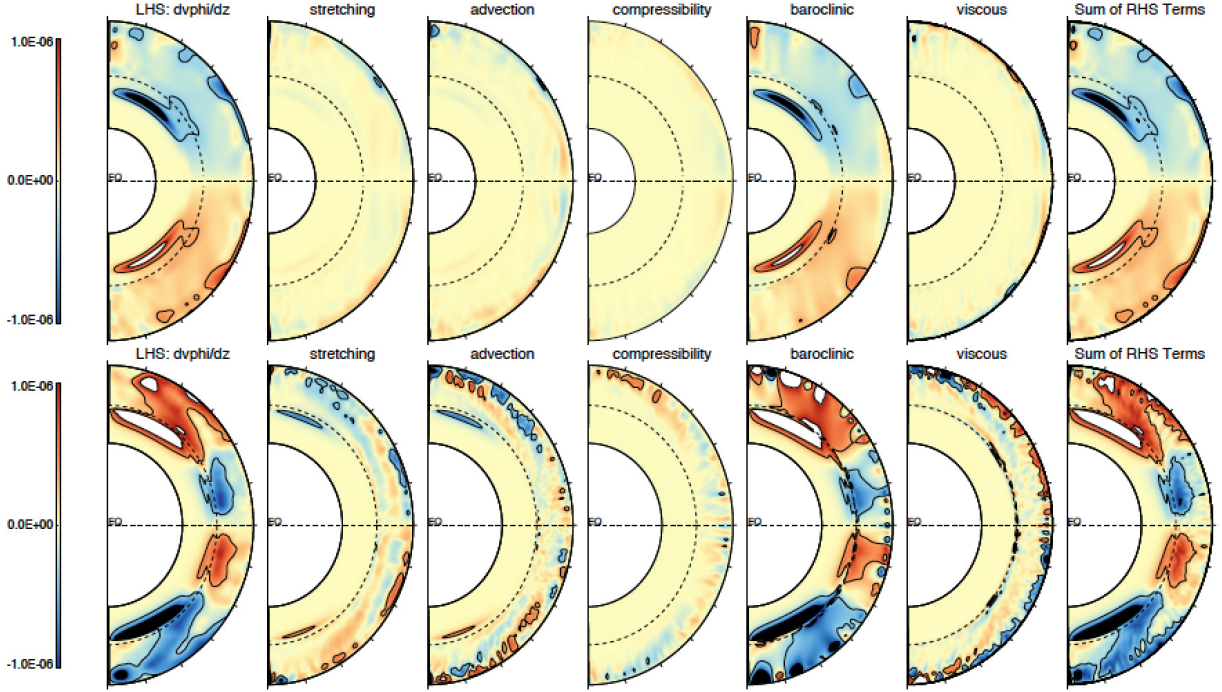 LHS: dvphi/dz stretching advection compressibility baroclinic viscous Sum of RHS Terms
1.0E-06
0.0E+00
EQ EQ EQ EQ EQ EQ EQ
-1.0E-06
LHS: dvphi/dz stretching advection compressibility baroclinic viscous Sum of RHS Terms
1.0E-06
0.0E+00
EQ EQ EQ EQ EQ EQ EQ
-1.0E-06